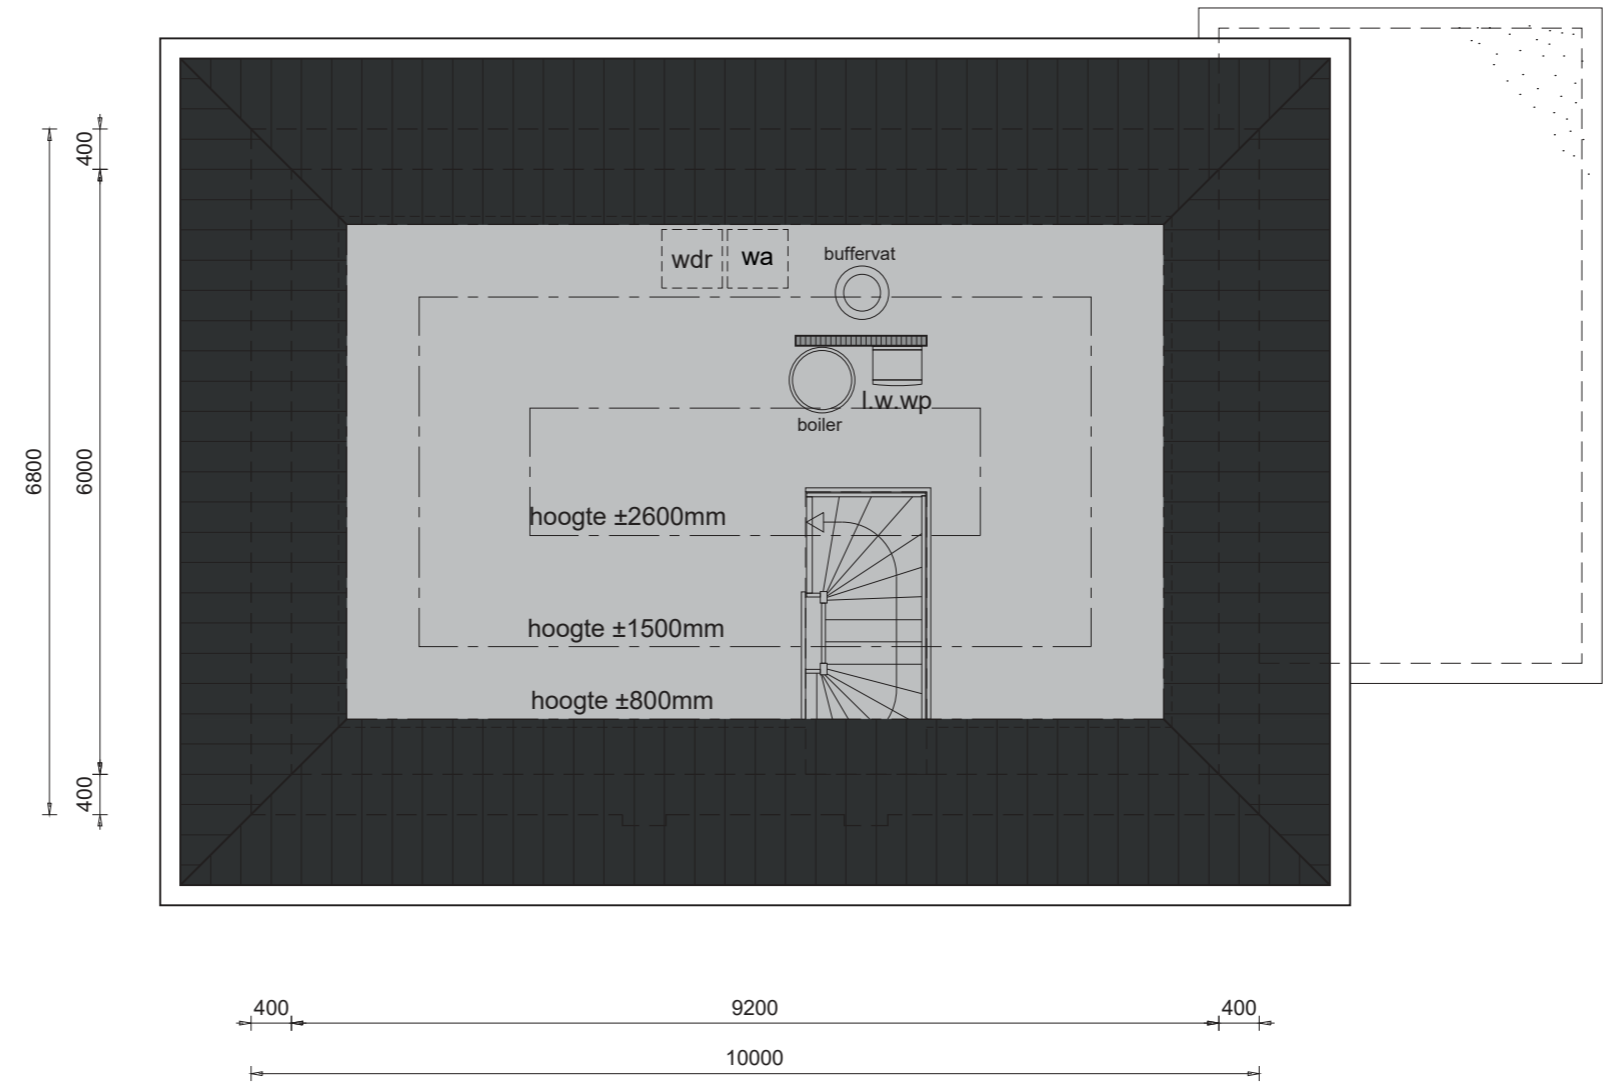 wdr
wa
buffervat
l.w.wp
boiler
hoogte ±2600mm
hoogte ±1500mm
hoogte ±800mm
400
6800
6000
400
400
9200
400
10000